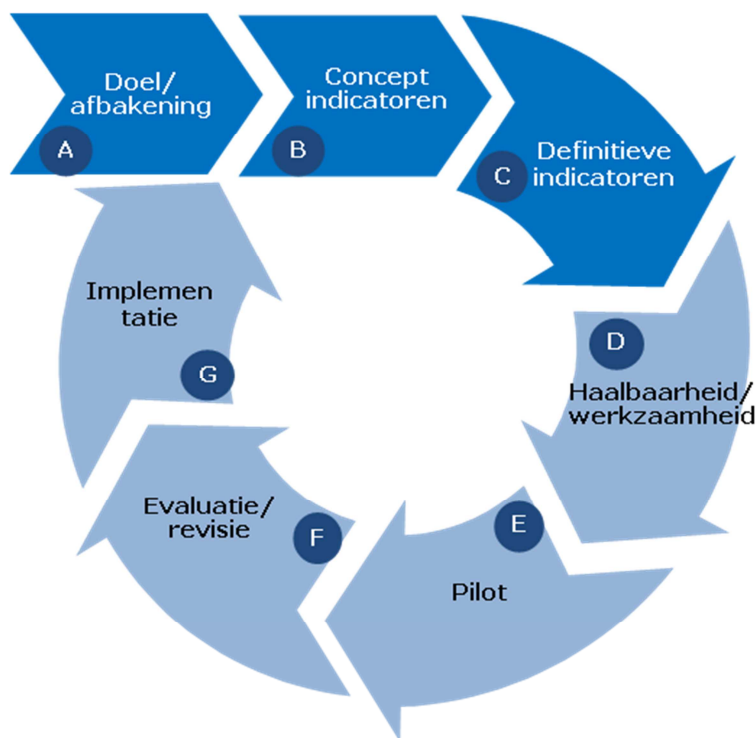 Doel/
afbakening
A
Concept
indicatoren
B
Definitieve
indicatoren
C
D
Haalbaarheid/
werkzaamheid
E
Pilot
Evaluatie/
revisie
F
Implemen
tatie
G